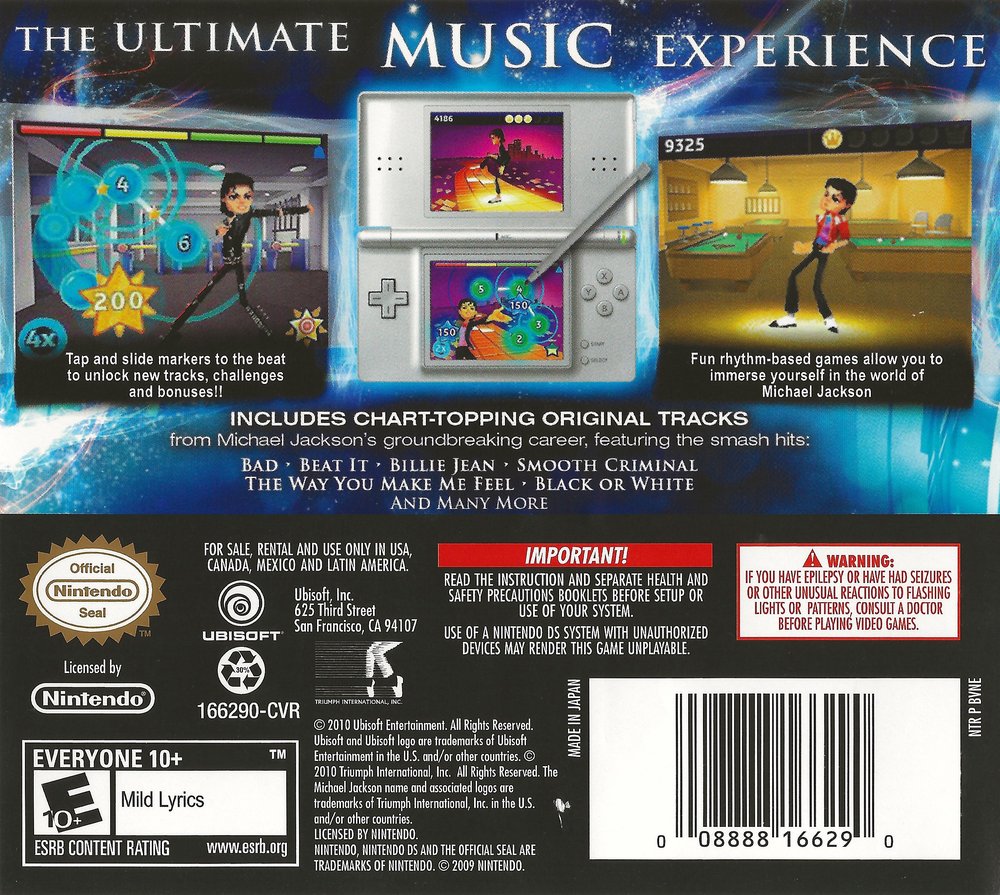 THE ULTIMATE MUSIC EXPERIENCE
4
6
200
4x
Tap and slide markers to the beat
to unlock new tracks, challenges
and bonuses!!
4186
5
4
150
3
2
150
2x
X
Y
A
B
START
SELECT
9325
Fun rhythm-based games allow you to
immerse yourself in the world of
Michael Jackson
INCLUDES CHART-TOPPING ORIGINAL TRACKS
from Michael Jackson's groundbreaking career, featuring the smash hits:
BAD · BEAT IT · BILLIE JEAN · SMOOTH CRIMINAL
THE WAY YOU MAKE ME FEEL · BLACK OR WHITE
AND MANY MORE
Official
Nintendo
Seal
TM
Licensed by
Nintendo®
FOR SALE, RENTAL AND USE ONLY IN USA,
CANADA, MEXICO AND LATIN AMERICA.
UBISOFT®
Ubisoft, Inc.
625 Third Street
San Francisco, CA 94107
30%
166290-CVR
TRIUMPH INTERNATIONAL, INC.
IMPORTANT!
READ THE INSTRUCTION AND SEPARATE HEALTH AND
SAFETY PRECAUTIONS BOOKLETS BEFORE SETUP OR
USE OF YOUR SYSTEM.
USE OF A NINTENDO DS SYSTEM WITH UNAUTHORIZED
DEVICES MAY RENDER THIS GAME UNPLAYABLE.
WARNING:
IF YOU HAVE EPILEPSY OR HAVE HAD SEIZURES
OR OTHER UNUSUAL REACTIONS TO FLASHING
LIGHTS OR PATTERNS, CONSULT A DOCTOR
BEFORE PLAYING VIDEO GAMES.
EVERYONE 10+ TM
E
10+
Mild Lyrics
ESRB CONTENT RATING www.esrb.org
© 2010 Ubisoft Entertainment. All Rights Reserved.
Ubisoft and Ubisoft logo are trademarks of Ubisoft
Entertainment in the U.S. and/or other countries. ©
2010 Triumph International, Inc. All Rights Reserved. The
Michael Jackson name and associated logos are
trademarks of Triumph International, Inc. in the U.S.
and/or other countries.
LICENSED BY NINTENDO.
NINTENDO, NINTENDO DS AND THE OFFICIAL SEAL ARE
TRADEMARKS OF NINTENDO. © 2009 NINTENDO.
MADE IN JAPAN
NTR P BVNE
0 08888 16629 0